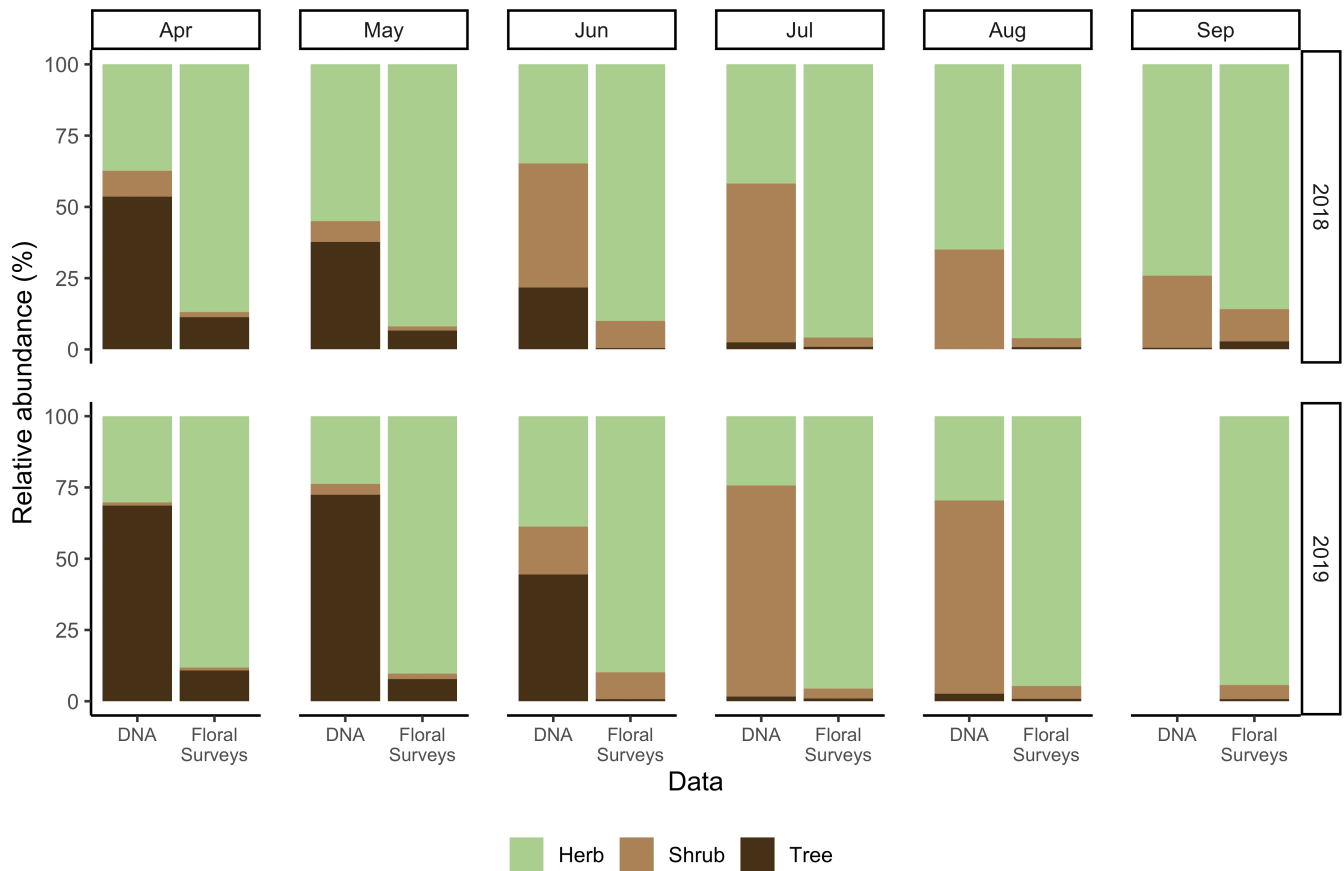 Apr May Jun Jul Aug Sep
Relative abundance (%)
100
75
50
25
0
2018
100
75
50
25
0
2019
DNA Floral Surveys DNA Floral Surveys DNA Floral Surveys DNA Floral Surveys DNA Floral Surveys DNA Floral Surveys
Data
Herb Shrub Tree